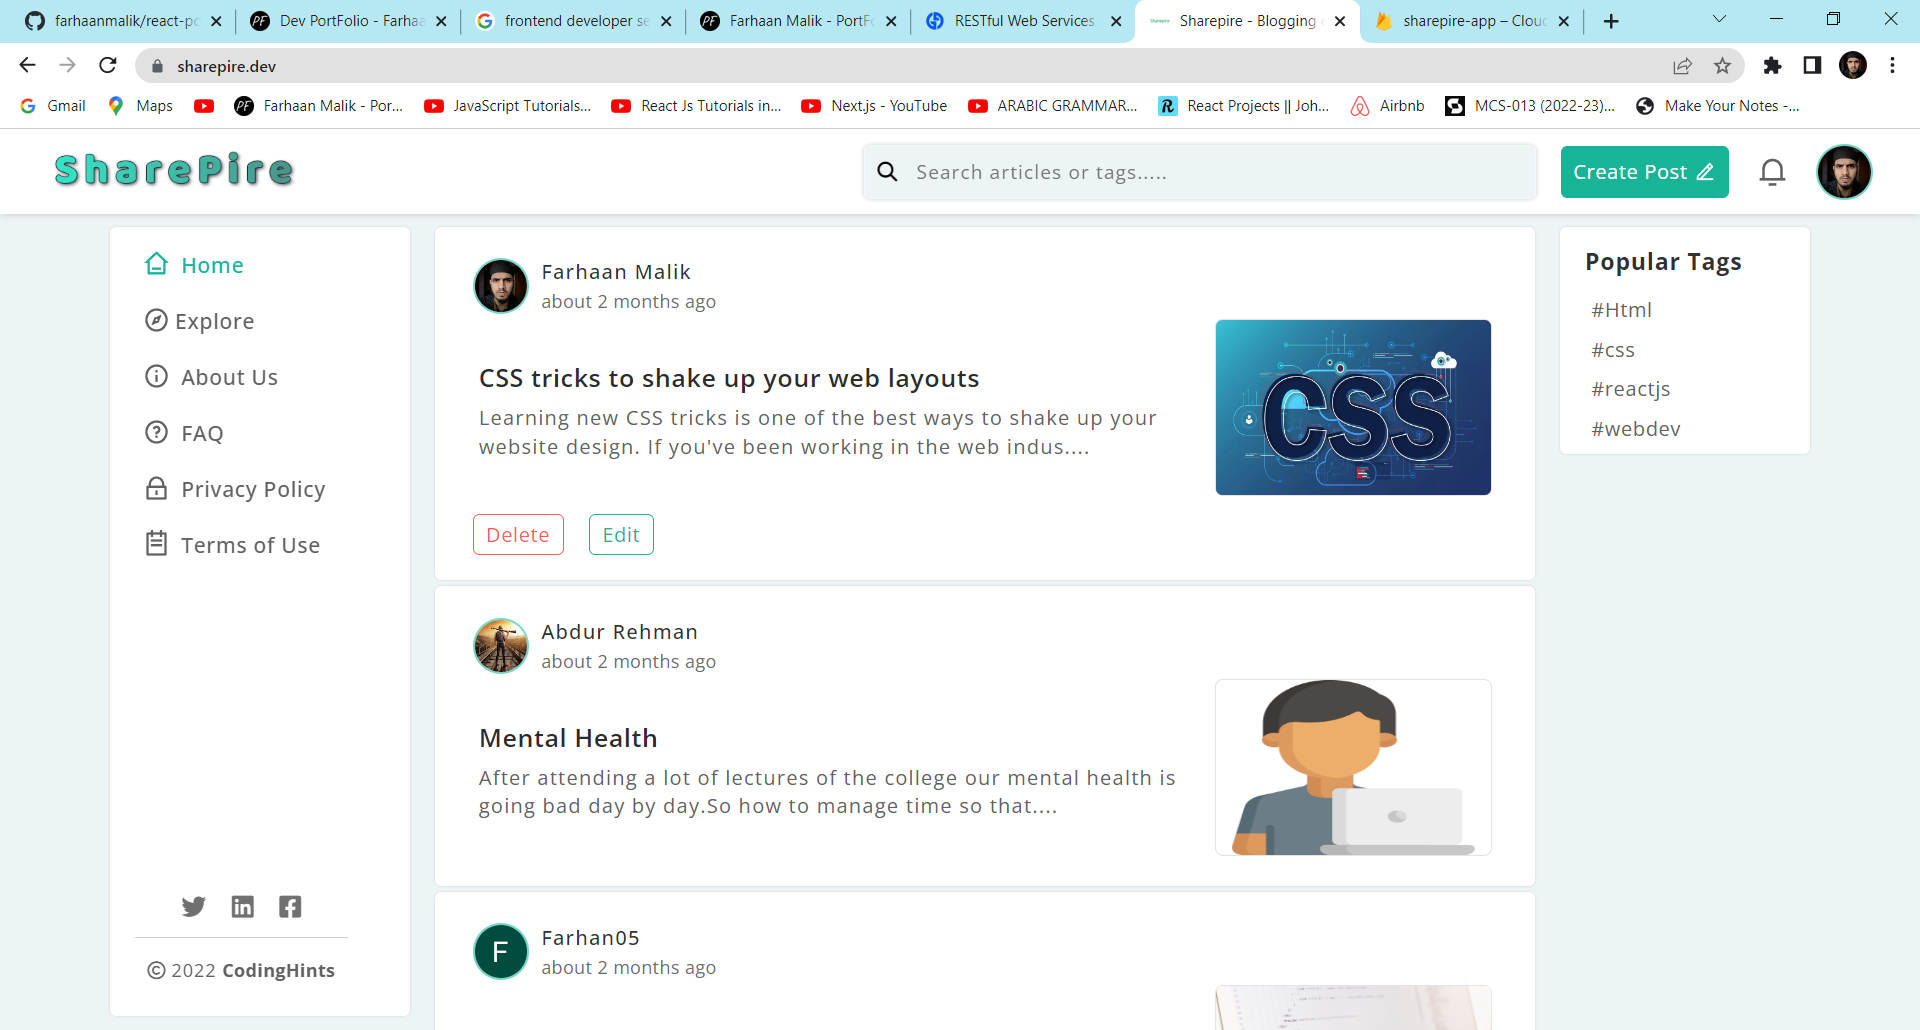 farhaanmalik/react-po
Dev PortFolio - Farhaa
frontend developer se
Farhaan Malik - PortFo
RESTful Web Services
Sharepire - Blogging
sharepire-app – Clou
sharepire.dev
Gmail
Maps
Farhaan Malik - Por...
JavaScript Tutorials...
React Js Tutorials in...
Next.js - YouTube
ARABIC GRAMMAR...
React Projects || Joh...
Airbnb
MCS-013 (2022-23)...
Make Your Notes -...
SharePire
Search articles or tags.....
Create Post
Home
Explore
About Us
FAQ
Privacy Policy
Terms of Use
© 2022 CodingHints
Farhaan Malik
about 2 months ago
CSS tricks to shake up your web layouts
Learning new CSS tricks is one of the best ways to shake up your
website design. If you've been working in the web indus....
CSS
Delete
Edit
Abdur Rehman
about 2 months ago
Mental Health
After attending a lot of lectures of the college our mental health is
going bad day by day.So how to manage time so that....
F
Farhan05
about 2 months ago
Popular Tags
#Html
#css
#reactjs
#webdev